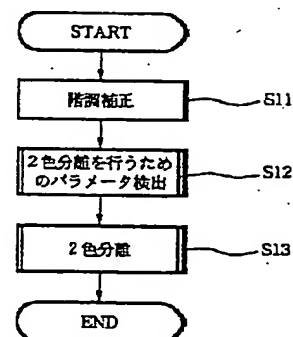 START
階調補正
S11
2色分離を行うため
のパラメータ検出
S12
2色分離
S13
END